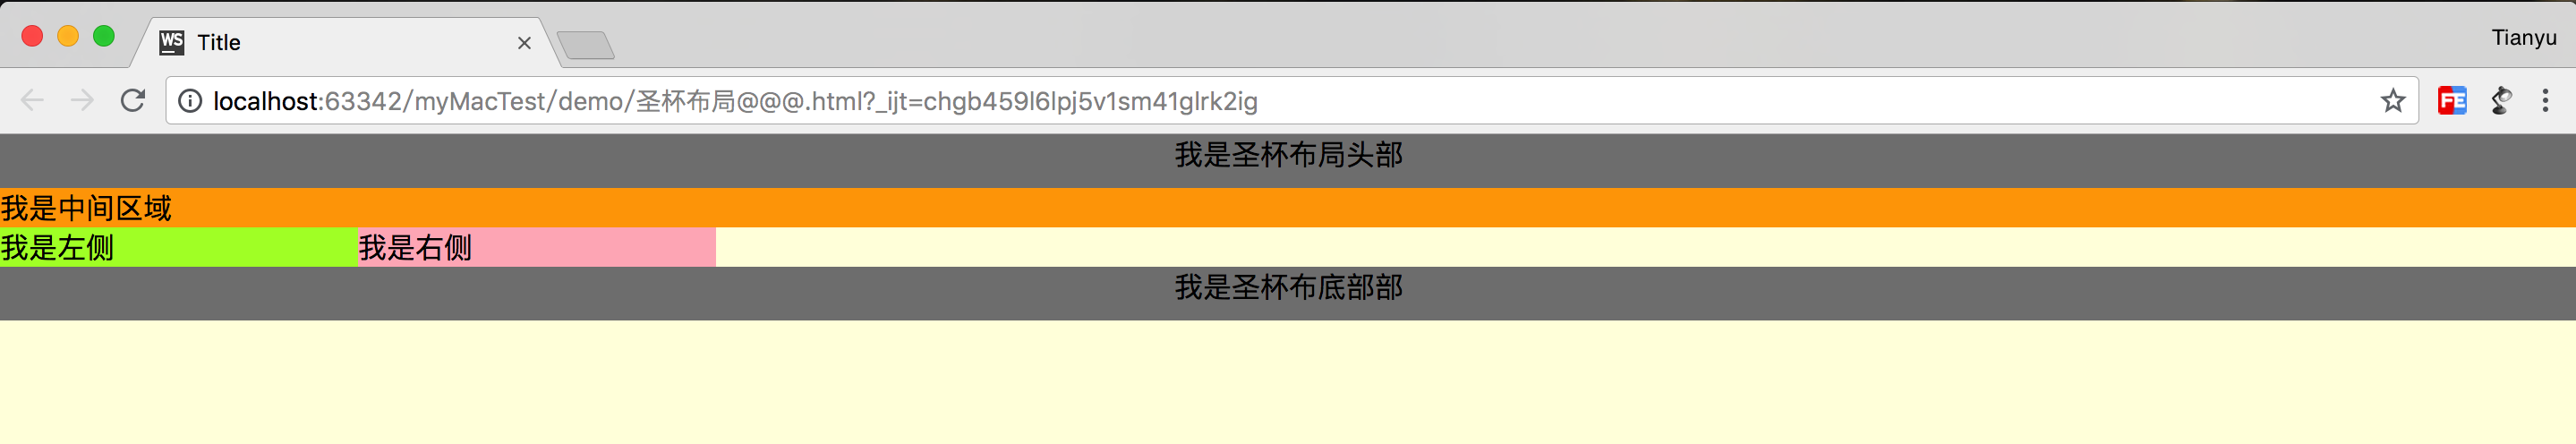 WS Title
Tianyu
localhost:63342/myMacTest/demo/圣杯布局@@@.html?_ijt=chgb459l6lpj5v1sm41glrk2ig
FE
我是圣杯布局头部
我是中间区域
我是左侧 我是右侧
我是圣杯布底部部